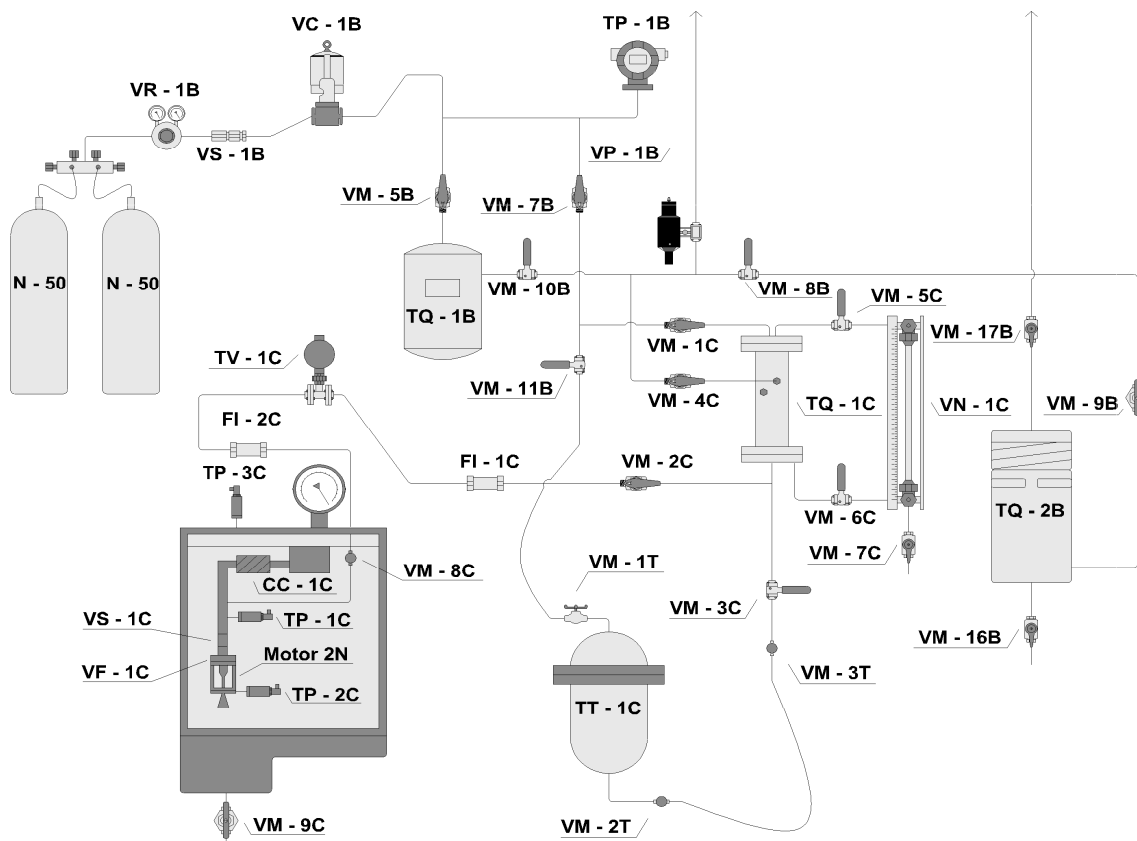 VC - 1B
TP - 1B
VR - 1B
VS - 1B
VP - 1B
VM - 5B
VM - 7B
N - 50
N - 50
VM - 10B
VM - 8B
VM - 5C
TQ - 1B
VM - 17B
VM - 1C
TV - 1C
VM - 11B
VM - 4C
TQ - 1C
VN - 1C
VM - 9B
FI - 2C
FI - 1C
VM - 2C
TP - 3C
TQ - 2B
VM - 6C
VM - 7C
VM - 1T
VM - 8C
CC - 1C
VM - 3C
VS - 1C
TP - 1C
VM - 16B
Motor 2N
VF - 1C
VM - 3T
TP - 2C
TT - 1C
VM - 9C
VM - 2T